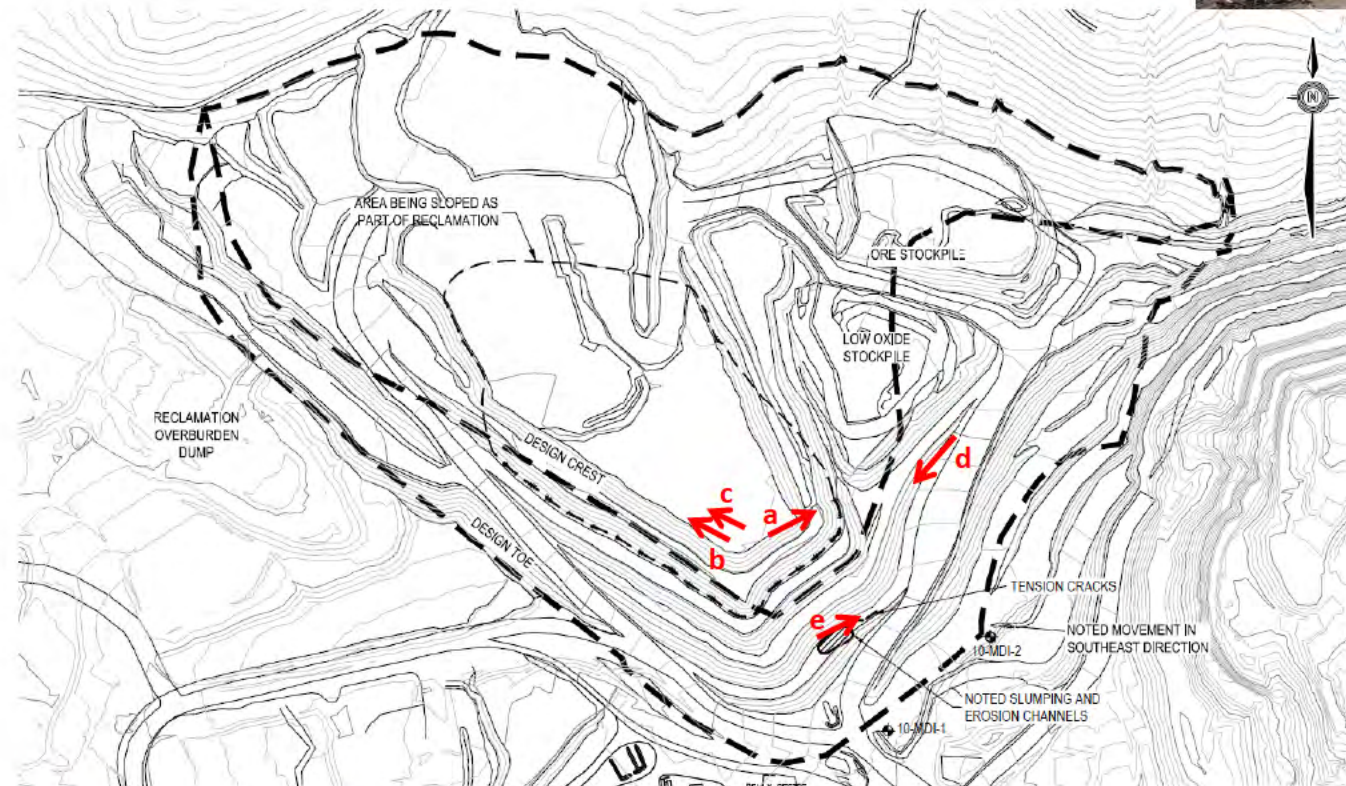 N
AREA BEING SLOPED AS
PART OF RECLAMATION
ORE STOCKPILE
LOW OXIDE
STOCKPILE
RECLAMATION
OVERBURDEN
DUMP
DESIGN CREST
d
c
a
b
DESIGN TOE
TENSION CRACKS
e
NOTED MOVEMENT IN
SOUTHEAST DIRECTION
10-MDI-2
NOTED SLUMPING AND
EROSION CHANNELS
10-MDI-1